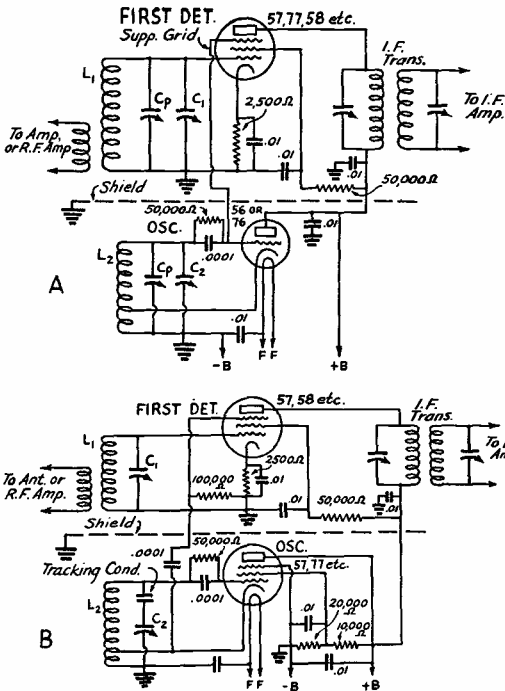 FIRST DET.
57,77,58 etc.
Supp. Grid
I.F.
Trans.
L1
Cp
C1
2,500Ω
.01
To Amp.
or R.F. Amp
To I.F.
Amp.
.01
.01
50,000Ω
Shield
50,000Ω
56 OR
76
OSC.
.0001
.01
A
L2
Cp
C2
.01
-B
F F
+B
FIRST DET.
57,58 etc.
I.F.
Trans.
L1
C1
To Ant. or
R.F. Amp.
2500Ω
100,000Ω
.01
.01
50,000Ω
.01
Shield
50,000Ω
OSC.
.0001
57,77 etc.
Tracking Cond.
.0001
L2
C2
B
.01
20,000
Ω
10,000
Ω
.01
F F
-B
+B